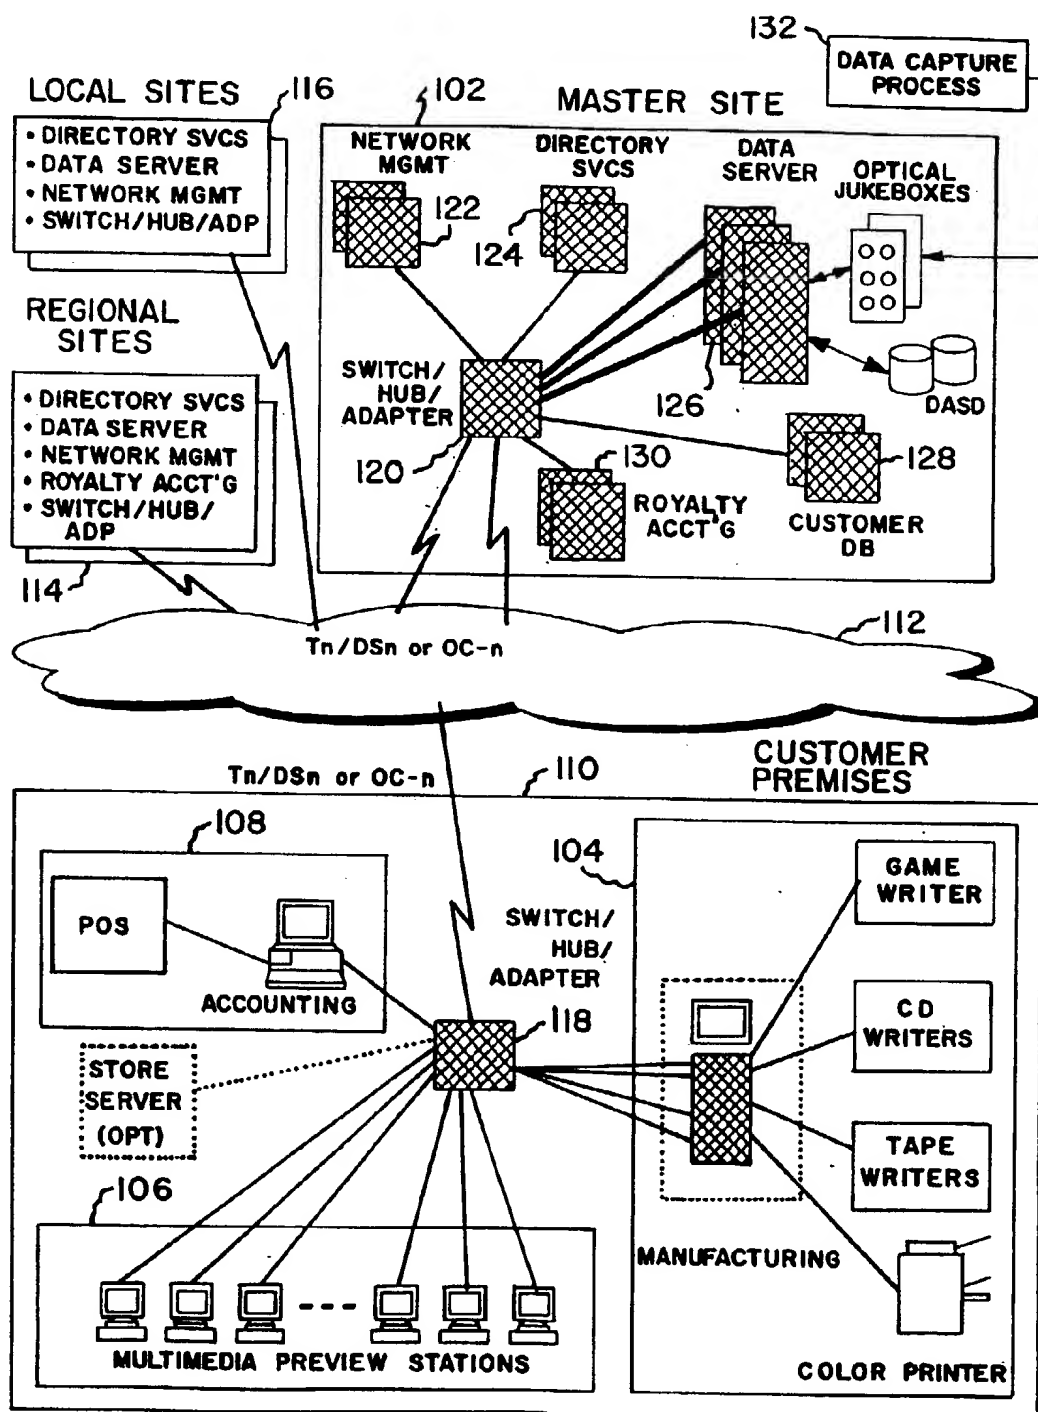 132
DATA CAPTURE
PROCESS
LOCAL SITES
116
• DIRECTORY SVCS
• DATA SERVER
• NETWORK MGMT
• SWITCH/HUB/ADP
102
MASTER SITE
NETWORK
MGMT
122
DIRECTORY
SVCS
124
DATA
SERVER
126
OPTICAL
JUKEBOXES
DASD
REGIONAL
SITES
• DIRECTORY SVCS
• DATA SERVER
• NETWORK MGMT
• ROYALTY ACCT'G
• SWITCH/HUB/
ADP
114
SWITCH/
HUB/
ADAPTER
120
130
ROYALTY
ACCT'G
128
CUSTOMER
DB
112
Tn/DSn or OC-n
Tn/DSn or OC-n
110
CUSTOMER
PREMISES
108
POS
ACCOUNTING
STORE
SERVER
(OPT)
SWITCH/
HUB/
ADAPTER
118
104
GAME
WRITER
CD
WRITERS
TAPE
WRITERS
MANUFACTURING
COLOR PRINTER
106
MULTIMEDIA PREVIEW STATIONS